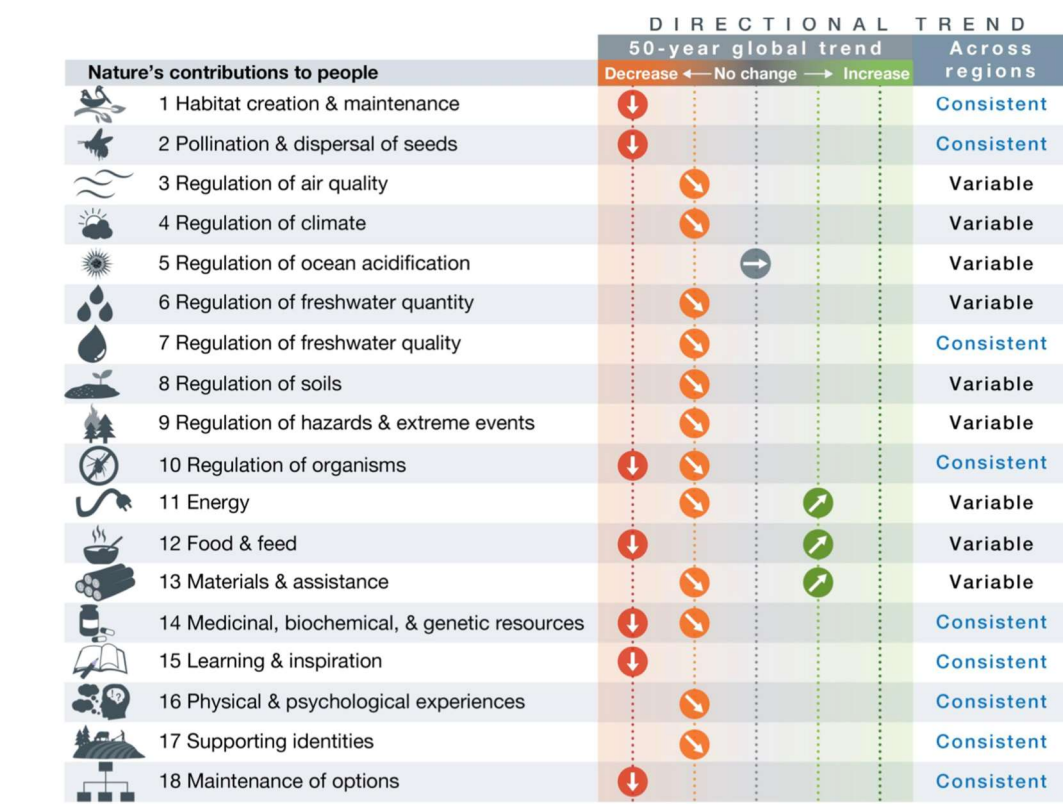 DIRECTIONAL TREND
50-year global trend Across regions
Nature's contributions to people Decrease ← No change → Increase
1 Habitat creation & maintenance Consistent
2 Pollination & dispersal of seeds Consistent
3 Regulation of air quality Variable
4 Regulation of climate Variable
5 Regulation of ocean acidification Variable
6 Regulation of freshwater quantity Variable
7 Regulation of freshwater quality Consistent
8 Regulation of soils Variable
9 Regulation of hazards & extreme events Variable
10 Regulation of organisms Consistent
11 Energy Variable
12 Food & feed Variable
13 Materials & assistance Variable
14 Medicinal, biochemical, & genetic resources Consistent
15 Learning & inspiration Consistent
16 Physical & psychological experiences Consistent
17 Supporting identities Consistent
18 Maintenance of options Consistent